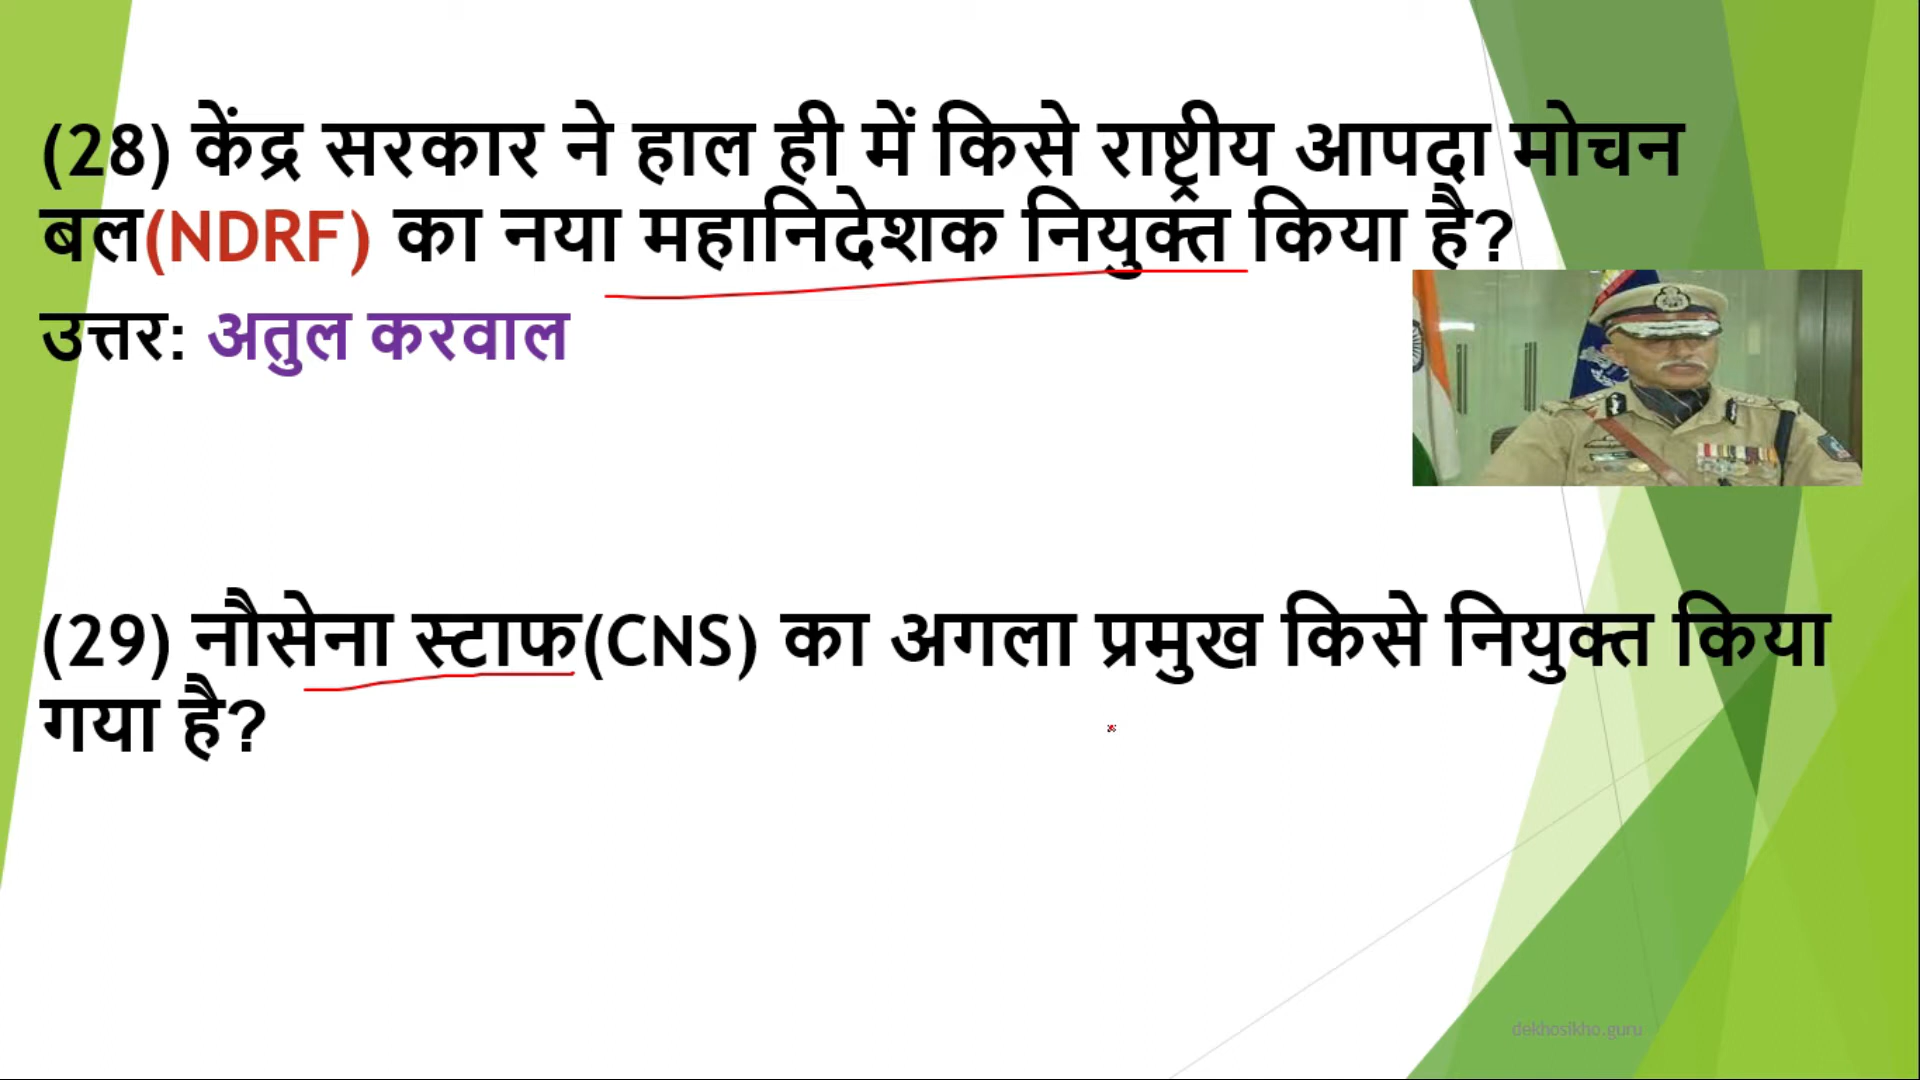 (28) केंद्र सरकार ने हाल ही में किसे राष्ट्रीय आपदा मोचन
बल(NDRF) का नया महानिदेशक नियुक्त किया है?
उत्तर: अतुल करवाल
(29) नौसेना स्टाफ(CNS) का अगला प्रमुख किसे नियुक्त किया
गया है?
dekhosikho.guru